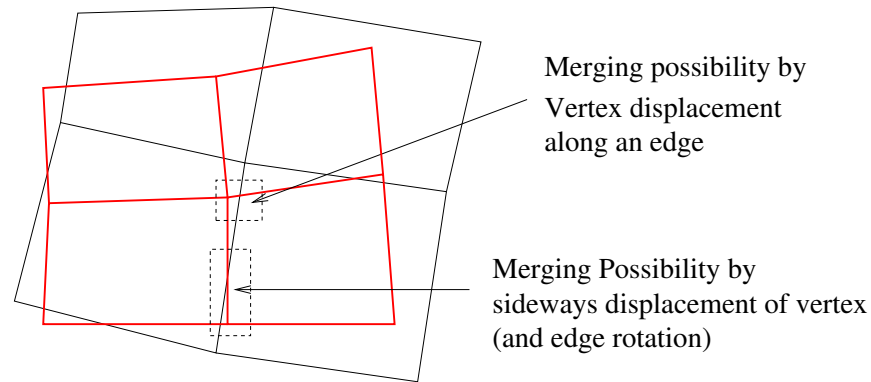 Merging possibility by
Vertex displacement
along an edge
Merging Possibility by
sideways displacement of vertex
(and edge rotation)